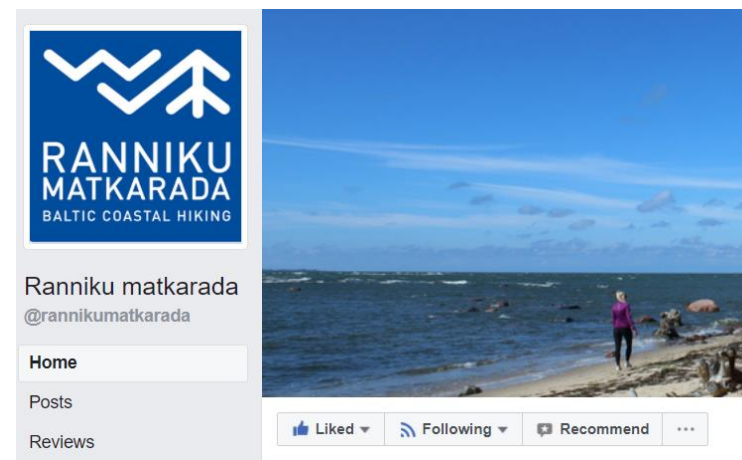 RANNIKU
MATKARADA
BALTIC COASTAL HIKING
Ranniku matkarada
@rannikumatkarada
Home
Posts
Reviews
Liked
Following
Recommend